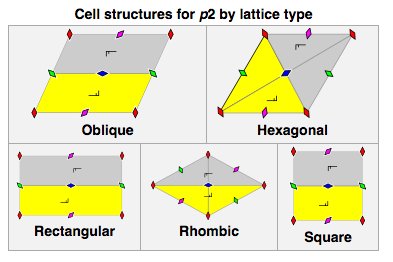 Cell structures for p2 by lattice type
Oblique
Hexagonal
Rectangular
Rhombic
Square